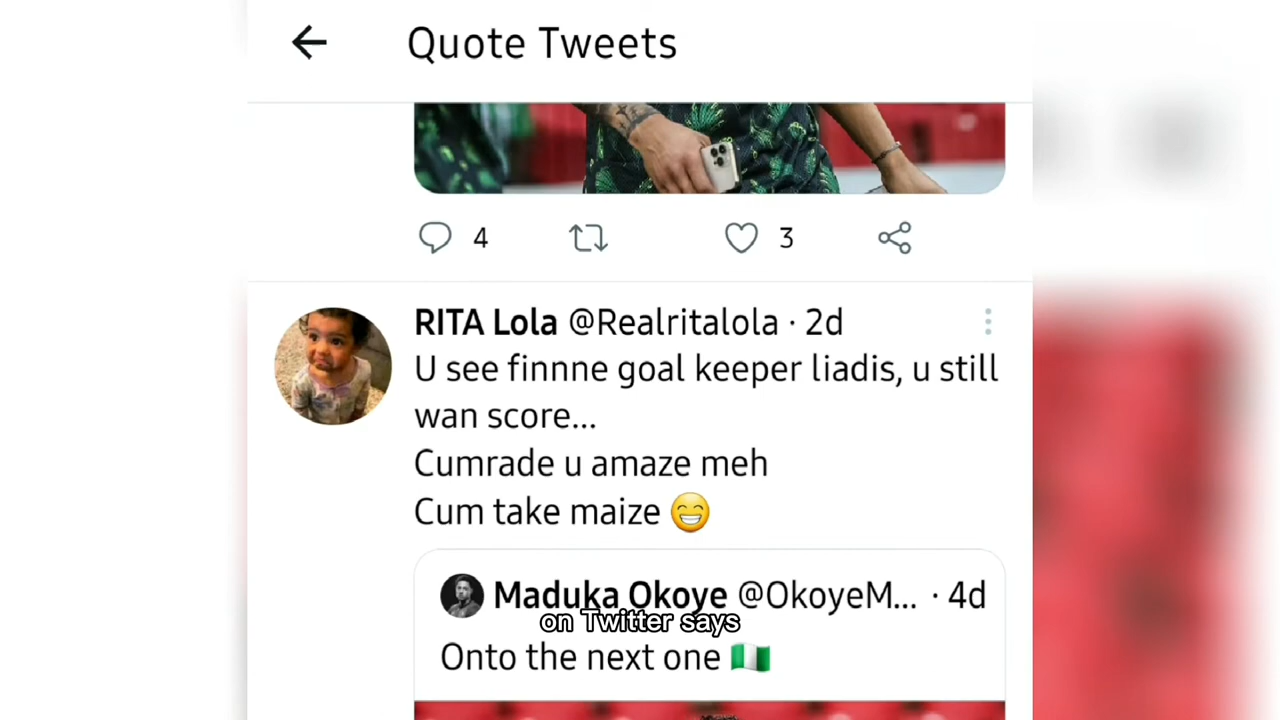 Quote Tweets
4
3
RITA Lola @Realritalola · 2d
U see finnne goal keeper liadis, u still
wan score...
Cumrade u amaze meh
Cum take maize 😁
Maduka Okoye @OkoyeM... · 4d
on Twitter says
Onto the next one 🇳🇬